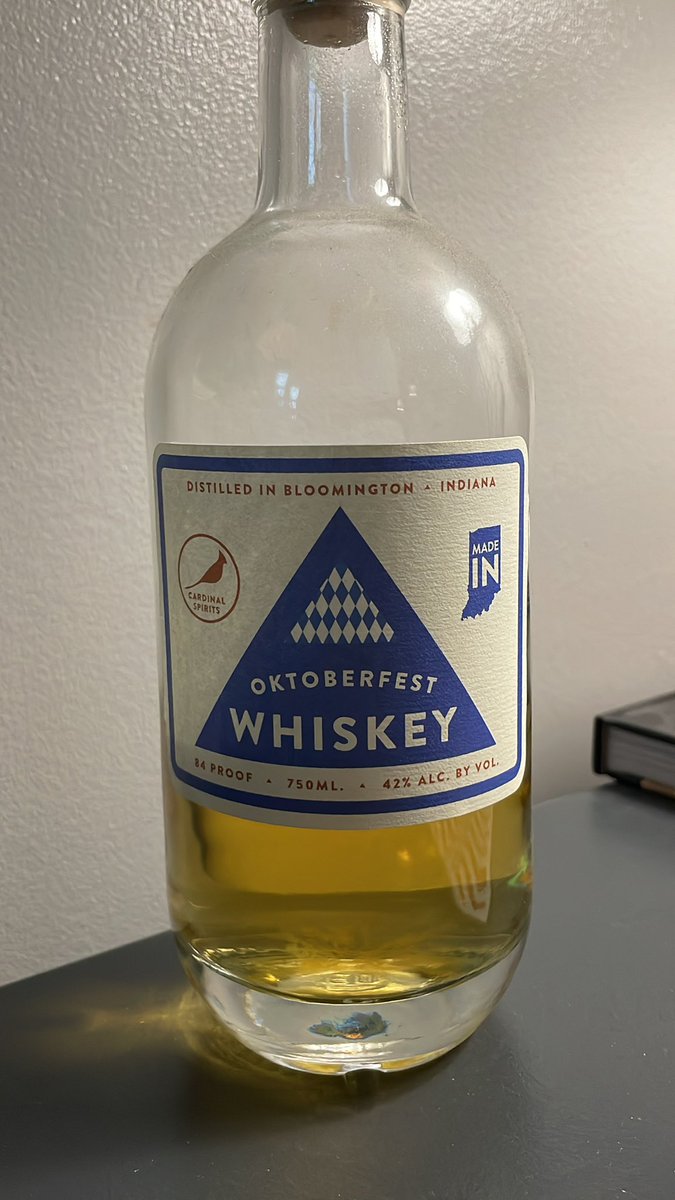 DISTILLED IN BLOOMINGTON ▲ INDIANA
CARDINAL
SPIRITS
MADE
IN
OKTOBERFEST
WHISKEY
84 PROOF ▲ 750ML. ▲ 42% ALC. BY VOL.